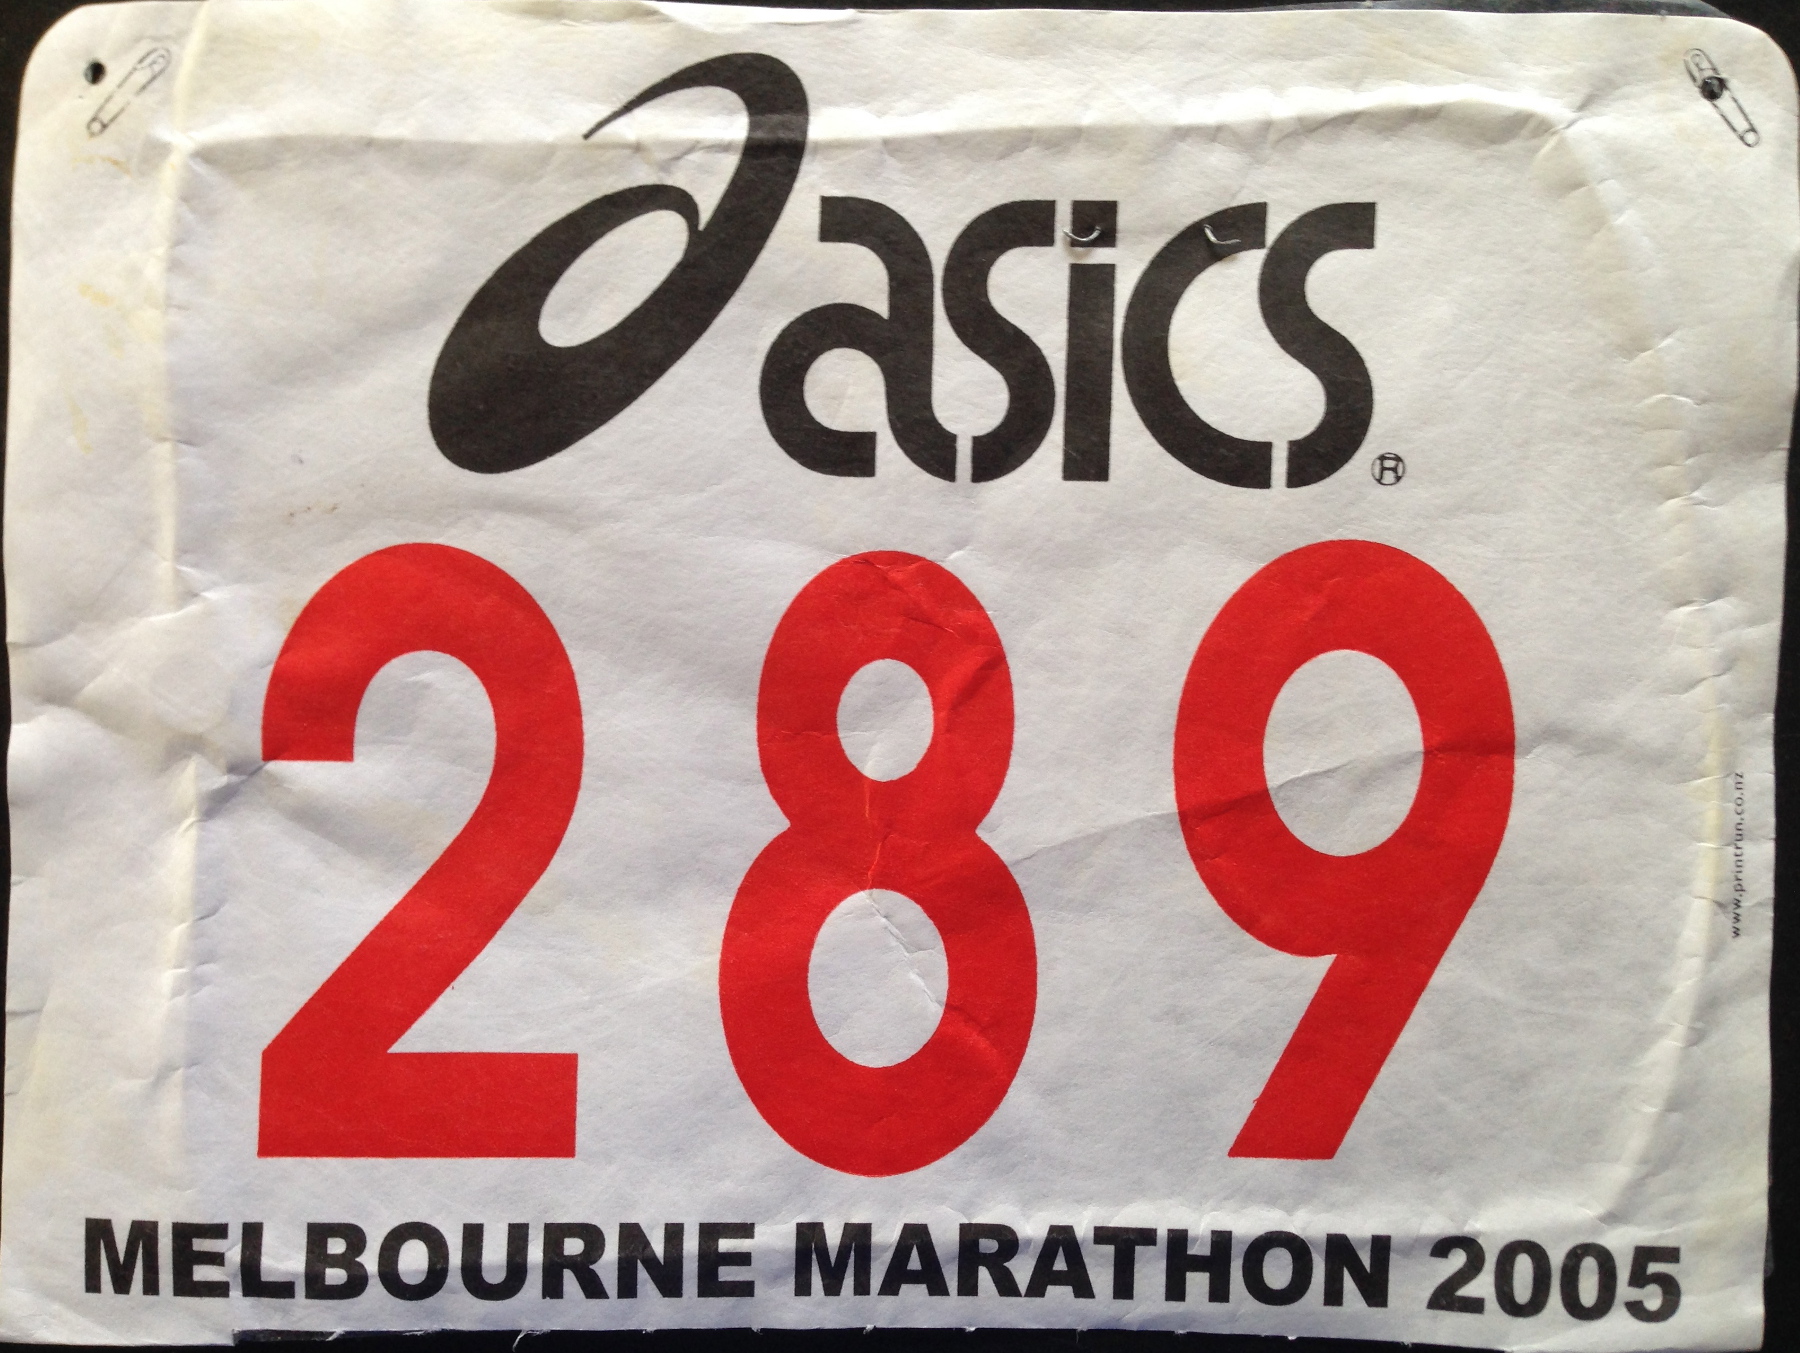 asics®
289
www.printrun.co.nz
MELBOURNE MARATHON 2005